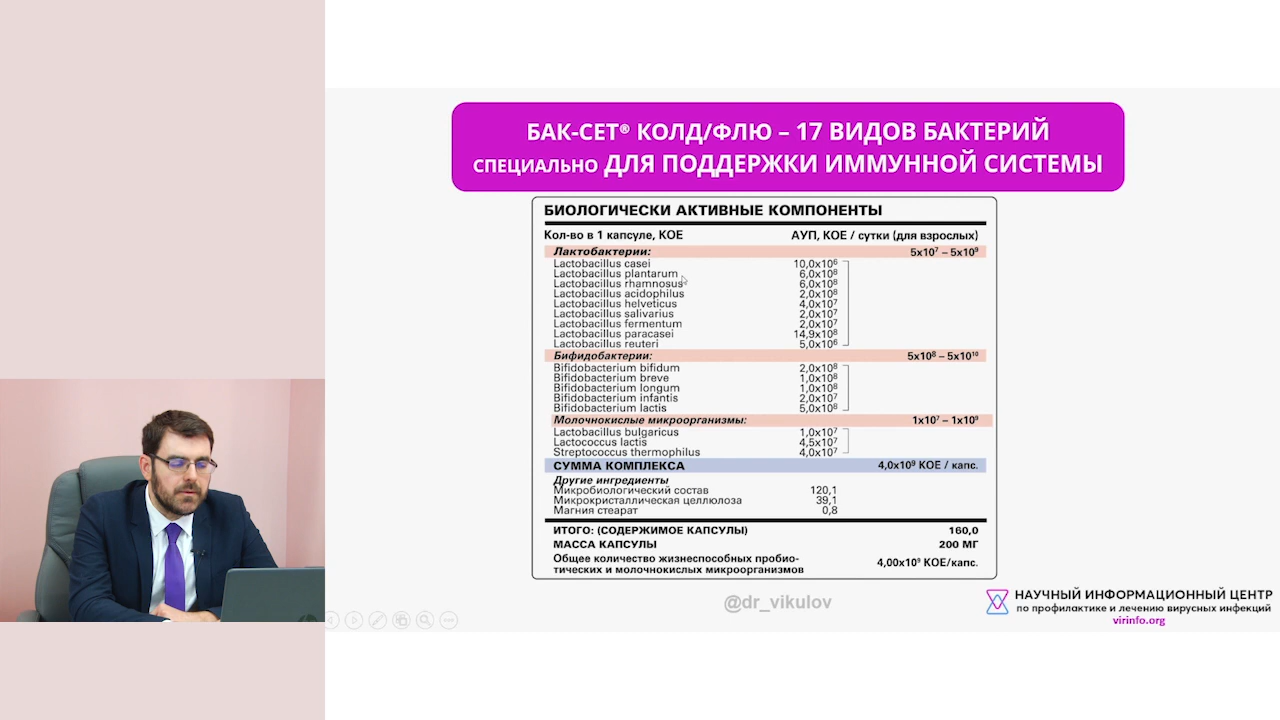 БАК-СЕТ® КОЛД/ФЛЮ – 17 ВИДОВ БАКТЕРИЙ
СПЕЦИАЛЬНО ДЛЯ ПОДДЕРЖКИ ИММУННОЙ СИСТЕМЫ
БИОЛОГИЧЕСКИ АКТИВНЫЕ КОМПОНЕНТЫ
Кол-во в 1 капсуле, КОЕ АУП, КОЕ / сутки (для взрослых)
Лактобактерии: 5x10⁷ – 5x10⁹
Lactobacillus casei 10,0x10⁶
Lactobacillus plantarum 6,0x10⁸
Lactobacillus rhamnosus 6,0x10⁸
Lactobacillus acidophilus 2,0x10⁸
Lactobacillus helveticus 4,0x10⁷
Lactobacillus salivarius 2,0x10⁷
Lactobacillus fermentum 2,0x10⁷
Lactobacillus paracasei 14,9x10⁸
Lactobacillus reuteri 5,0x10⁶
Бифидобактерии: 5x10⁸ – 5x10¹⁰
Bifidobacterium bifidum 2,0x10⁸
Bifidobacterium breve 1,0x10⁸
Bifidobacterium longum 1,0x10⁸
Bifidobacterium infantis 2,0x10⁷
Bifidobacterium lactis 5,0x10⁸
Молочнокислые микроорганизмы: 1x10⁷ – 1x10⁹
Lactobacillus bulgaricus 1,0x10⁷
Lactococcus lactis 4,5x10⁷
Streptococcus thermophilus 4,0x10⁷
СУММА КОМПЛЕКСА 4,0x10⁹ КОЕ / капс.
Другие ингредиенты
Микробиологический состав 120,1
Микрокристаллическая целлюлоза 39,1
Магния стеарат 0,8
ИТОГО: (СОДЕРЖИМОЕ КАПСУЛЫ) 160,0
МАССА КАПСУЛЫ 200 МГ
Общее количество жизнеспособных пробио-
тических и молочнокислых микроорганизмов 4,00x10⁹ КОЕ/капс.
@dr_vikulov
НАУЧНЫЙ ИНФОРМАЦИОННЫЙ ЦЕНТР
по профилактике и лечению вирусных инфекций
virinfo.org